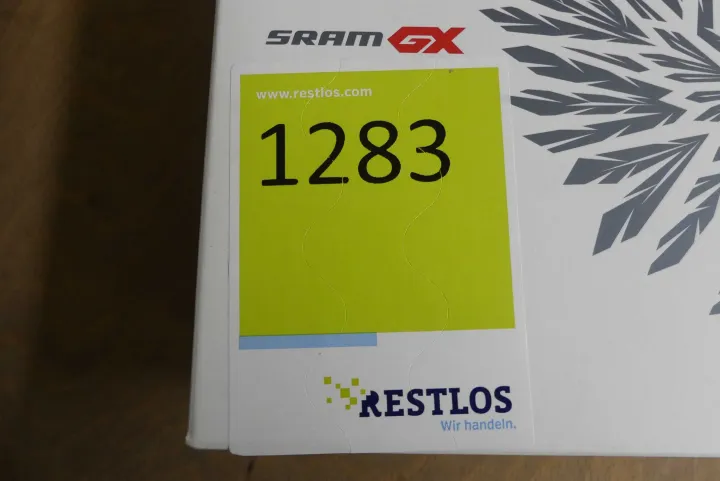 SRAM GX
www.restlos.com
1283
RESTLOS
Wir handeln.